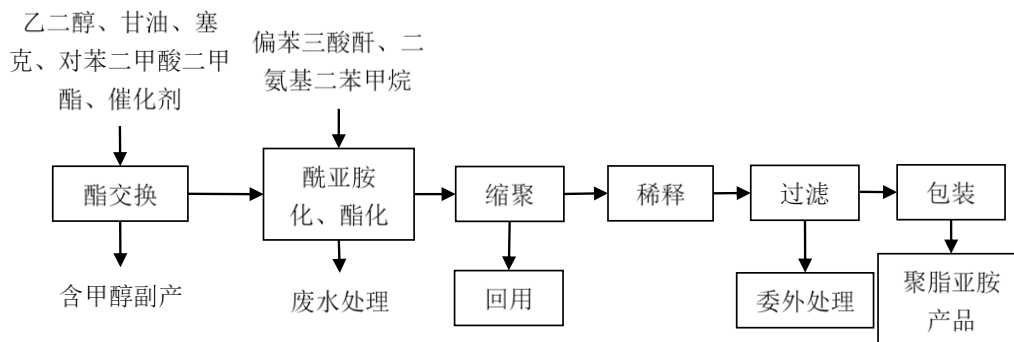 乙二醇、甘油、塞
克、对苯二甲酸二甲
酯、催化剂
偏苯三酸酐、二
氨基二苯甲烷
酯交换
酰亚胺
化、酯化
缩聚
稀释
过滤
包装
含甲醇副产
废水处理
回用
委外处理
聚脂亚胺
产品